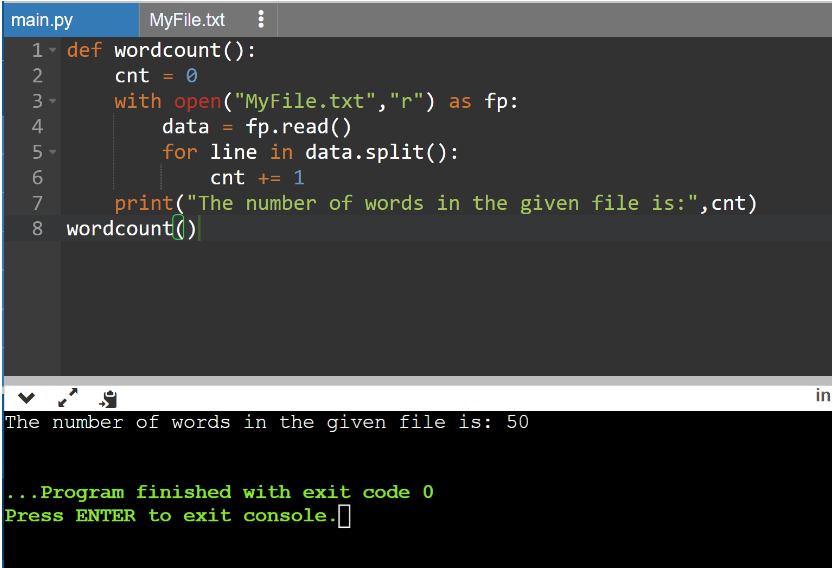 main.py MyFile.txt
1 def wordcount():
2     cnt = 0
3     with open("MyFile.txt","r") as fp:
4         data = fp.read()
5         for line in data.split():
6             cnt += 1
7     print("The number of words in the given file is:",cnt)
8 wordcount()
in
The number of words in the given file is: 50
...Program finished with exit code 0
Press ENTER to exit console.